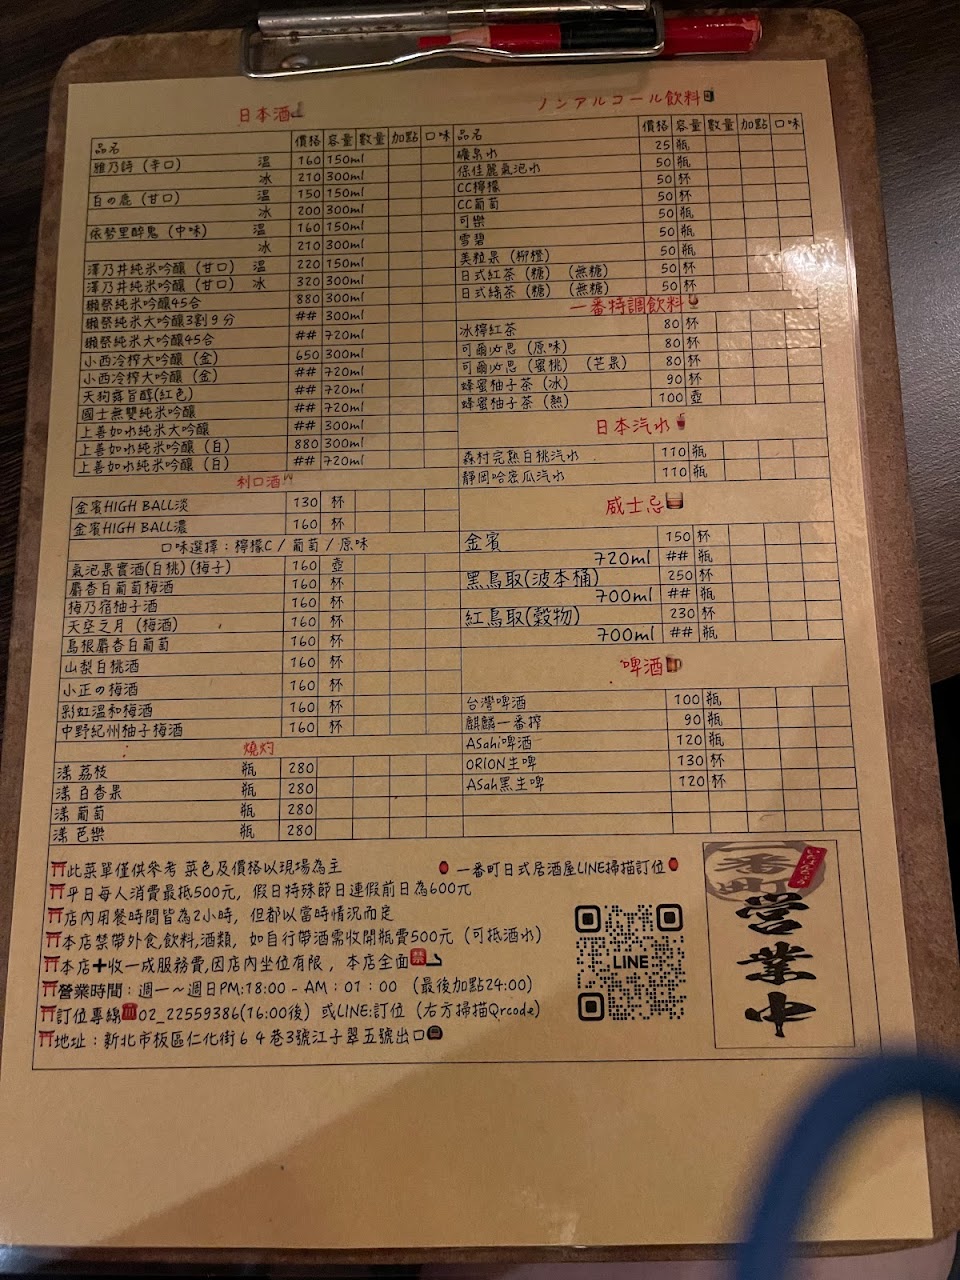 日本酒
品名 價格 容量 數量 加點 口味
雅乃詩（辛口） 溫 160 150ml
冰 210 300ml
白の鹿（甘口） 溫 150 150ml
冰 200 300ml
依勢里醉鬼（中味） 溫 160 150ml
冰 210 300ml
澤乃井純米吟釀（甘口） 溫 220 150ml
澤乃井純米吟釀（甘口） 冰 320 300ml
獺祭純米吟釀45合 880 300ml
獺祭純米大吟釀3割9分 ## 300ml
獺祭純米大吟釀45合 ## 720ml
小西冷榨大吟釀（金） 650 300ml
小西冷榨大吟釀（金） ## 720ml
天狗舞旨醇(紅色) ## 720ml
國士無雙純米吟釀 ## 720ml
上善如水純米大吟釀 ## 300ml
上善如水純米吟釀（白） 880 300ml
上善如水純米吟釀（白） ## 720ml
利口酒
金賓HIGH BALL淡 130 杯
金賓HIGH BALL濃 160 杯
口味選擇：檸檬C / 葡萄 / 原味
氣泡果實酒(白桃)(梅子) 160 壺
麝香白葡萄梅酒 160 杯
梅乃宿柚子酒 160 杯
天空之月（梅酒） 160 杯
島根麝香白葡萄 160 杯
山梨白桃酒 160 杯
小正の梅酒 160 杯
彩虹溫和梅酒 160 杯
中野紀州柚子梅酒 160 杯
燒灼
漾 荔枝 瓶 280
漾 百香果 瓶 280
漾 葡萄 瓶 280
漾 芭樂 瓶 280
ノンアルコール飲料
品名 價格 容量 數量 加點 口味
礦泉水 25 瓶
保佳麗氣泡水 50 瓶
CC檸檬 50 杯
CC葡萄 50 杯
可樂 50 瓶
雪碧 50 瓶
美粒果（柳橙） 50 瓶
日式紅茶（糖）（無糖） 50 杯
日式綠茶（糖）（無糖） 50 杯
一番特調飲料
冰檸紅茶 80 杯
可爾必思（原味） 80 杯
可爾必思（蜜桃）（芒果） 80 杯
蜂蜜柚子茶（冰） 90 杯
蜂蜜柚子茶（熱） 100 壺
日本汽水
森村完熟白桃汽水 110 瓶
靜岡哈密瓜汽水 110 瓶
威士忌
金賓 150 杯
720ml ## 瓶
黑鳥取(波本桶) 250 杯
700ml ## 瓶
紅鳥取(穀物) 230 杯
700ml ## 瓶
啤酒
台灣啤酒 100 瓶
麒麟一番搾 90 瓶
ASahi啤酒 120 瓶
ORION生啤 130 杯
ASah黑生啤 120 杯
此菜單僅供參考 菜色及價格以現場為主
平日每人消費最抵500元，假日特殊節日連假前日為600元
店內用餐時間皆為2小時，但都以當時情況而定
本店禁帶外食,飲料,酒類，如自行帶酒需收開瓶費500元（可抵酒水）
本店＋收一成服務費,因店內坐位有限，本店全面禁
營業時間：週一～週日PM:18:00 - AM：01：00 （最後加點24:00）
訂位專線02_22559386(16:00後）或LINE:訂位（右方掃描Qrcode）
地址：新北市板區仁化街６４巷3號江子翠五號出口
一番町日式居酒屋LINE掃描訂位
LINE
一番町
いちばんちょう
営業中